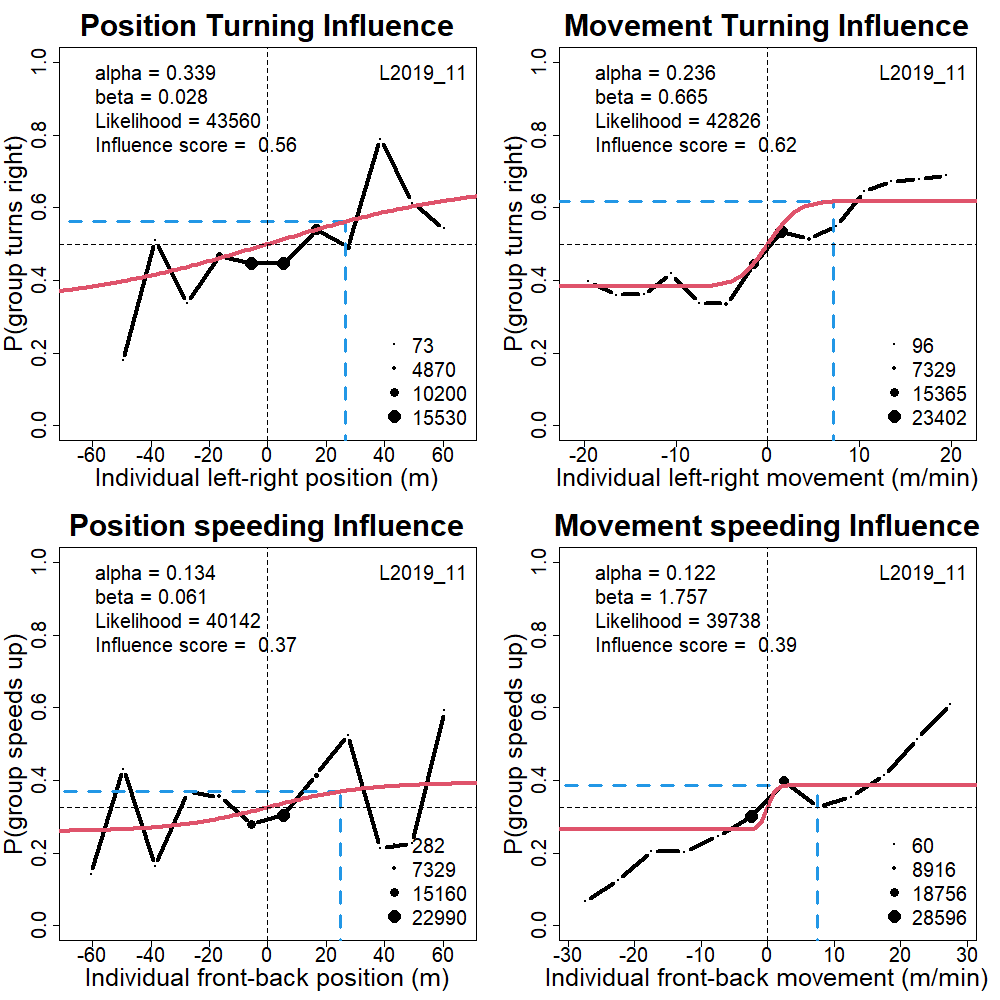 Position Turning Influence
alpha = 0.339
L2019_11
beta = 0.028
Likelihood = 43560
Influence score = 0.56
P(group turns right)
1.0
0.8
0.6
0.4
0.2
0.0
73
4870
10200
15530
-60 -40 -20 0 20 40 60
Individual left-right position (m)
Movement Turning Influence
alpha = 0.236
L2019_11
beta = 0.665
Likelihood = 42826
Influence score = 0.62
P(group turns right)
1.0
0.8
0.6
0.4
0.2
0.0
96
7329
15365
23402
-20 -10 0 10 20
Individual left-right movement (m/min)
Position speeding Influence
alpha = 0.134
L2019_11
beta = 0.061
Likelihood = 40142
Influence score = 0.37
P(group speeds up)
1.0
0.8
0.6
0.4
0.2
0.0
282
7329
15160
22990
-60 -40 -20 0 20 40 60
Individual front-back position (m)
Movement speeding Influence
alpha = 0.122
L2019_11
beta = 1.757
Likelihood = 39738
Influence score = 0.39
P(group speeds up)
1.0
0.8
0.6
0.4
0.2
0.0
60
8916
18756
28596
-30 -20 -10 0 10 20 30
Individual front-back movement (m/min)